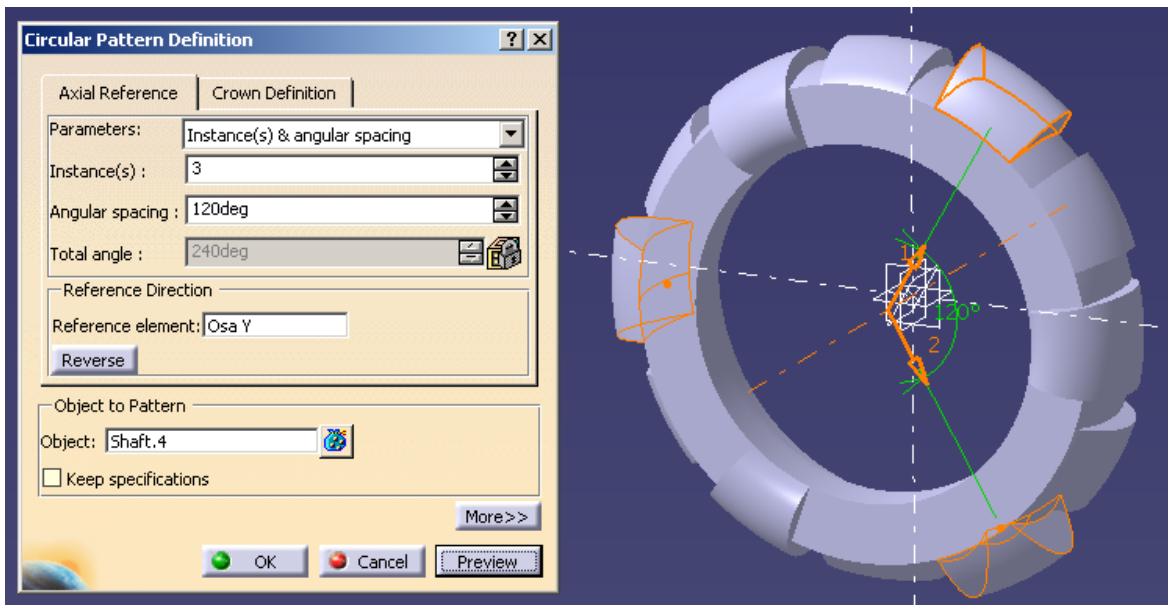 Circular Pattern Definition
Axial Reference Crown Definition
Parameters: Instance(s) & angular spacing
Instance(s) : 3
Angular spacing : 120deg
Total angle : 240deg
Reference Direction
Reference element: Osa Y
Reverse
Object to Pattern
Object: Shaft.4
Keep specifications
More>>
OK Cancel Preview
1
120°
2